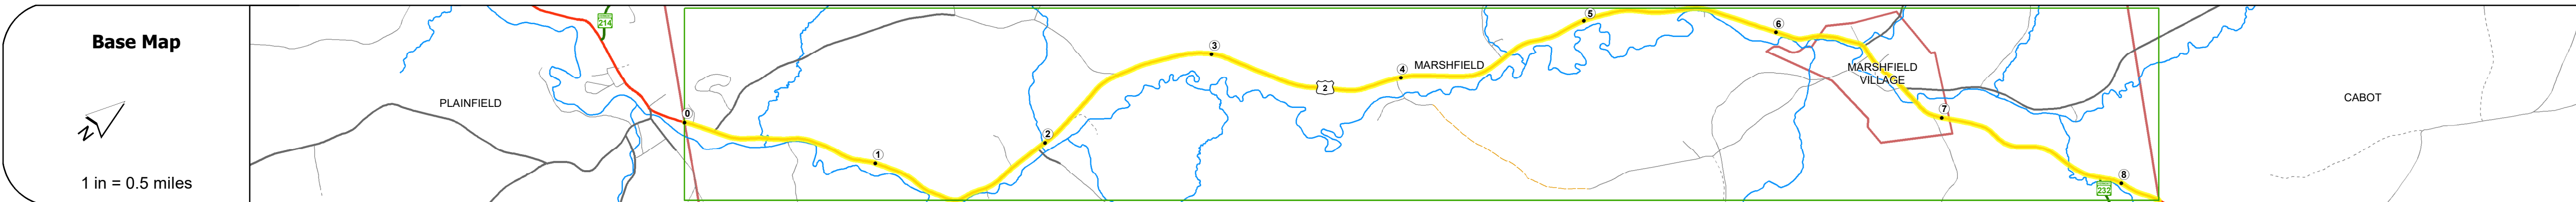 Base Map
N
1 in = 0.5 miles
214
PLAINFIELD
0
1
2
3
2
4
MARSHFIELD
5
6
MARSHFIELD
VILLAGE
7
8
232
CABOT